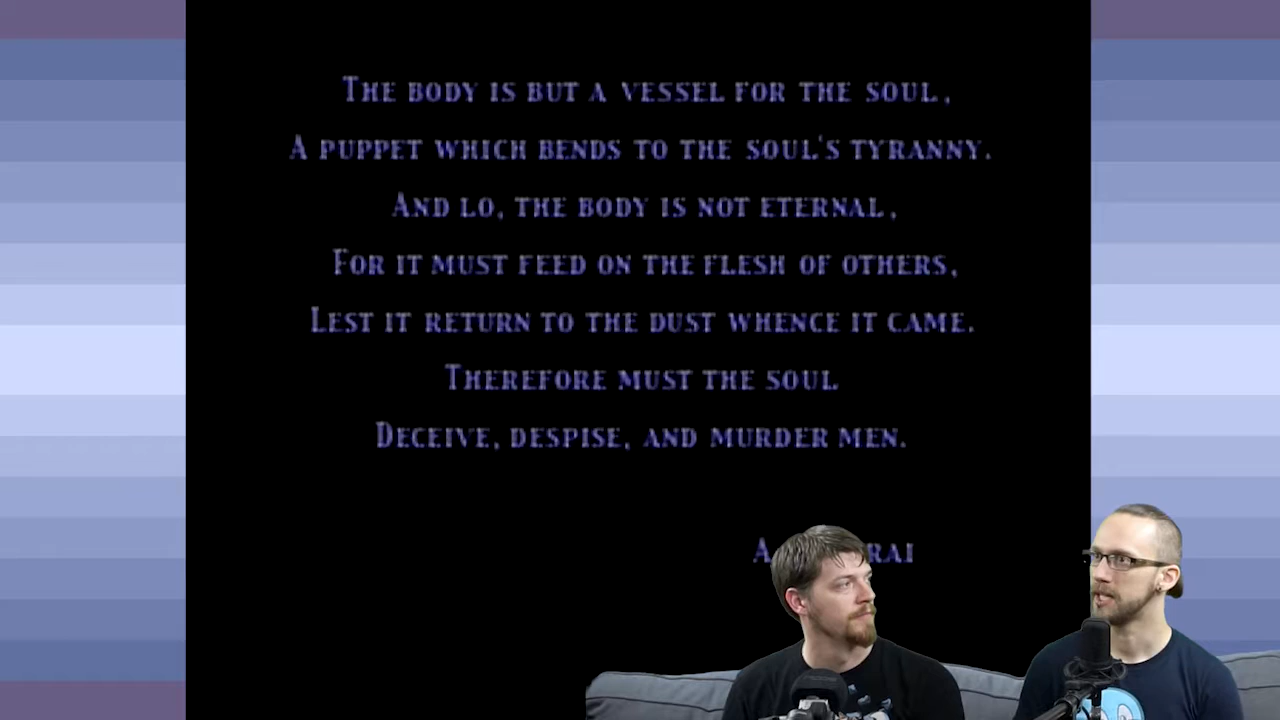 The body is but a vessel for the soul,
A puppet which bends to the soul's tyranny.
And lo, the body is not eternal,
For it must feed on the flesh of others,
Lest it return to the dust whence it came.
Therefore must the soul
Deceive, despise, and murder men.